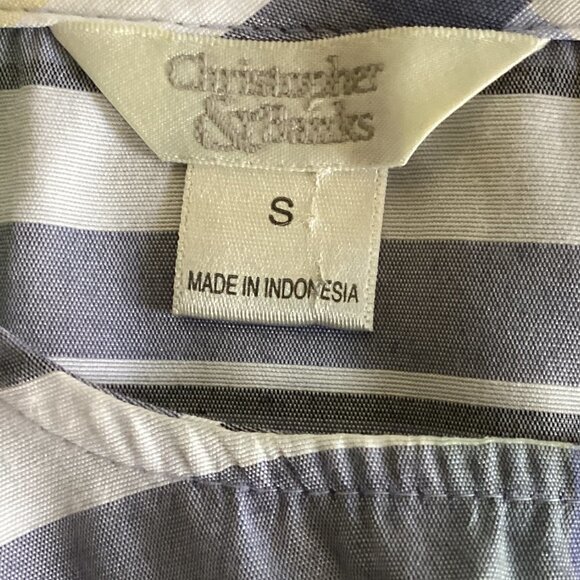 Christopher
& Banks
S
MADE IN INDONESIA